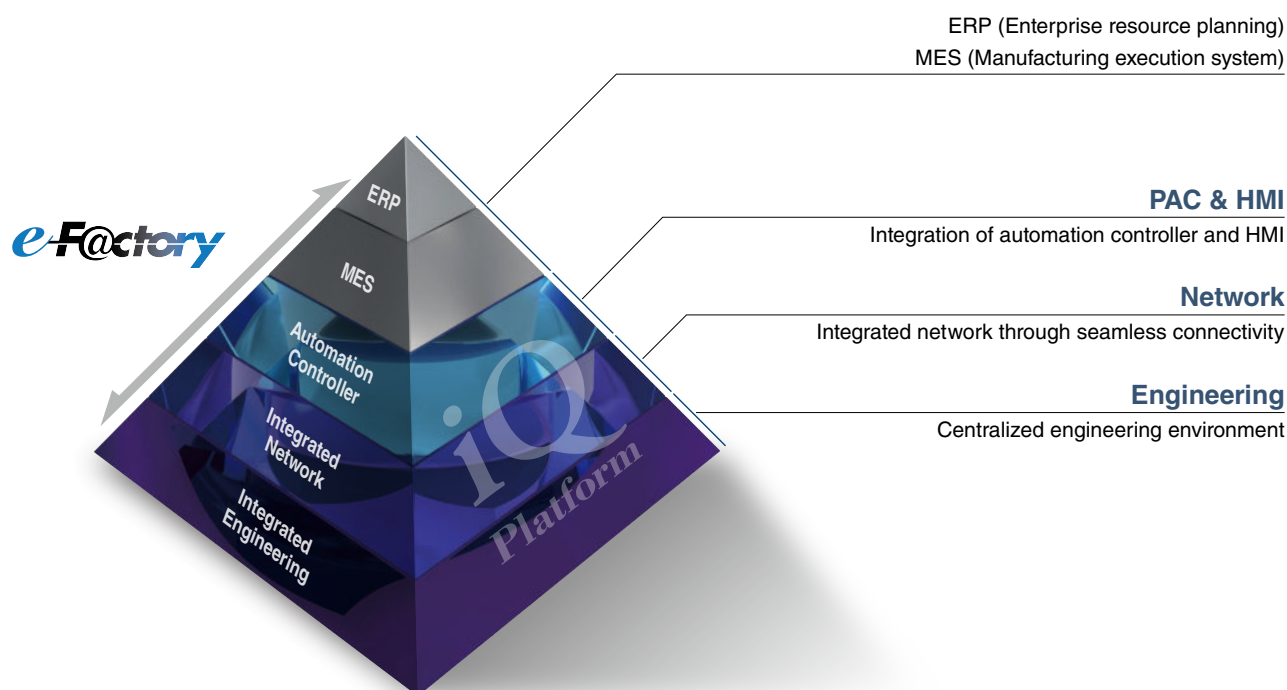 ERP (Enterprise resource planning)
MES (Manufacturing execution system)
PAC & HMI
Integration of automation controller and HMI
Network
Integrated network through seamless connectivity
Engineering
Centralized engineering environment
e-F@ctory
ERP
MES
Automation
Controller
Integrated
Network
Integrated
Engineering
iQ
Platform